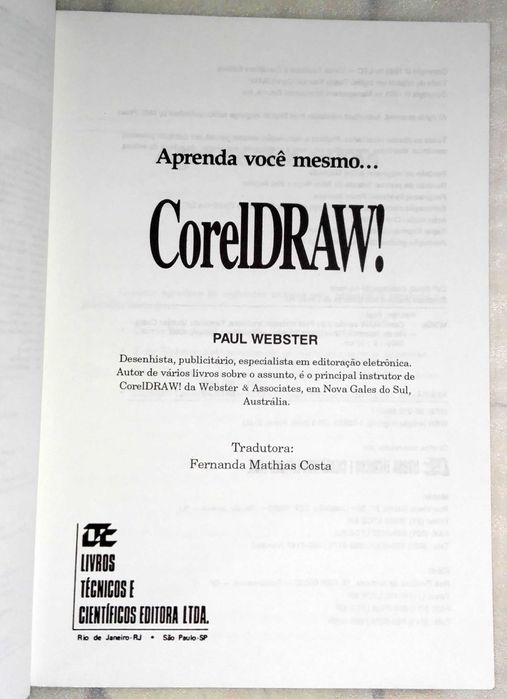 Aprenda você mesmo...
CorelDRAW!
PAUL WEBSTER
Desenhista, publicitário, especialista em editoração eletrônica.
Autor de vários livros sobre o assunto, é o principal instrutor de
CorelDRAW! da Webster & Associates, em Nova Gales do Sul,
Austrália.
Tradutora:
Fernanda Mathias Costa
LTC
LIVROS
TÉCNICOS E
CIENTÍFICOS EDITORA LTDA.
Rio de Janeiro-RJ • São Paulo-SP